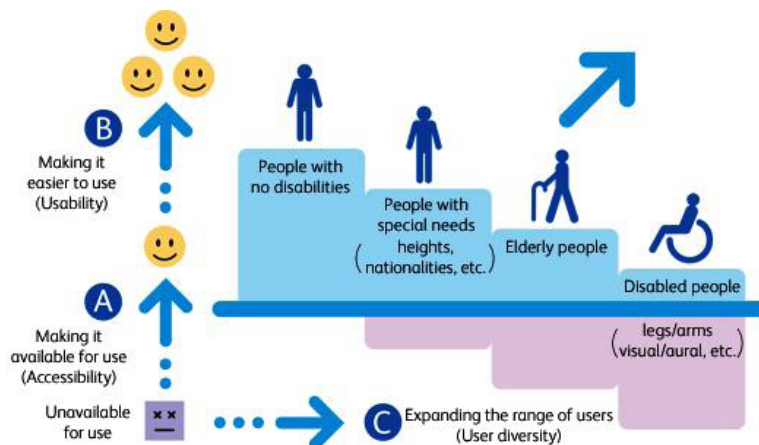 B
Making it
easier to use
(Usability)
A
Making it
available for use
(Accessibility)
Unavailable
for use
People with
no disabilities
People with
special needs
(heights,
nationalities, etc.)
Elderly people
Disabled people
(legs/arms
visual/aural, etc.)
C
Expanding the range of users
(User diversity)